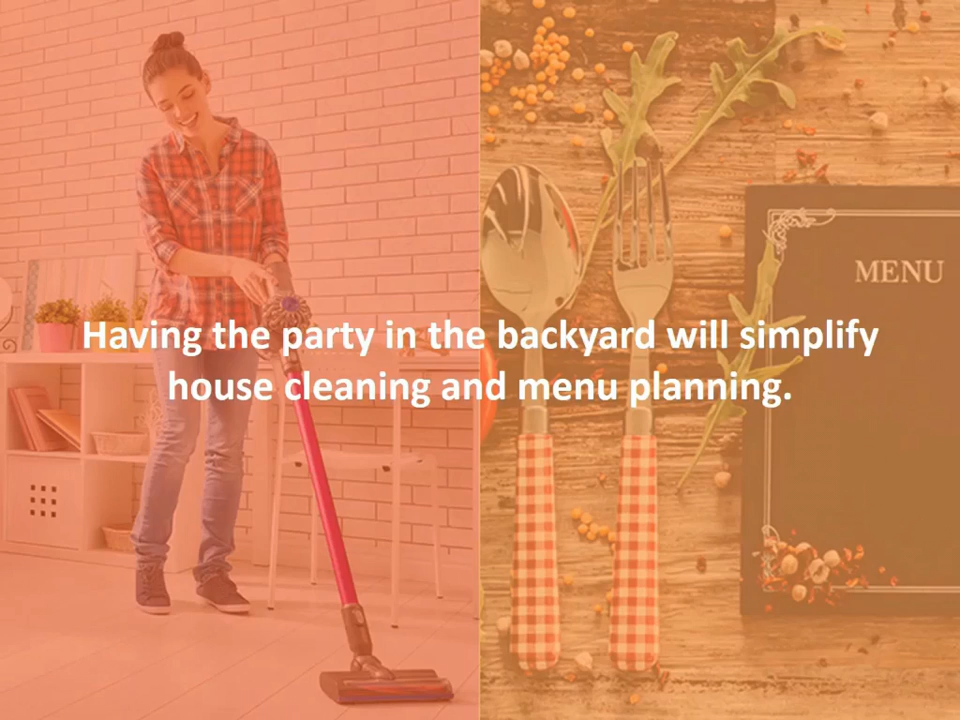 MENU
Having the party in the backyard will simplify
house cleaning and menu planning.